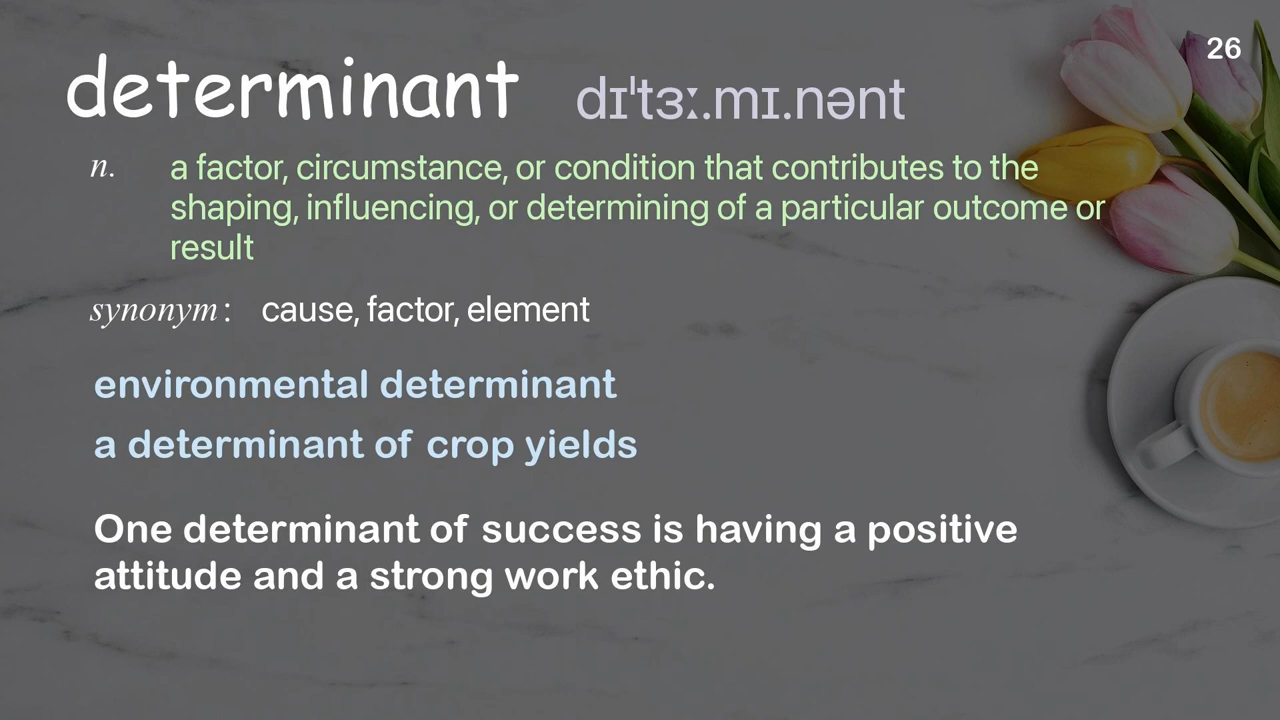 26
determinant dɪˈtɜː.mɪ.nənt
n. a factor, circumstance, or condition that contributes to the
shaping, influencing, or determining of a particular outcome or
result
synonym: cause, factor, element
environmental determinant
a determinant of crop yields
One determinant of success is having a positive
attitude and a strong work ethic.